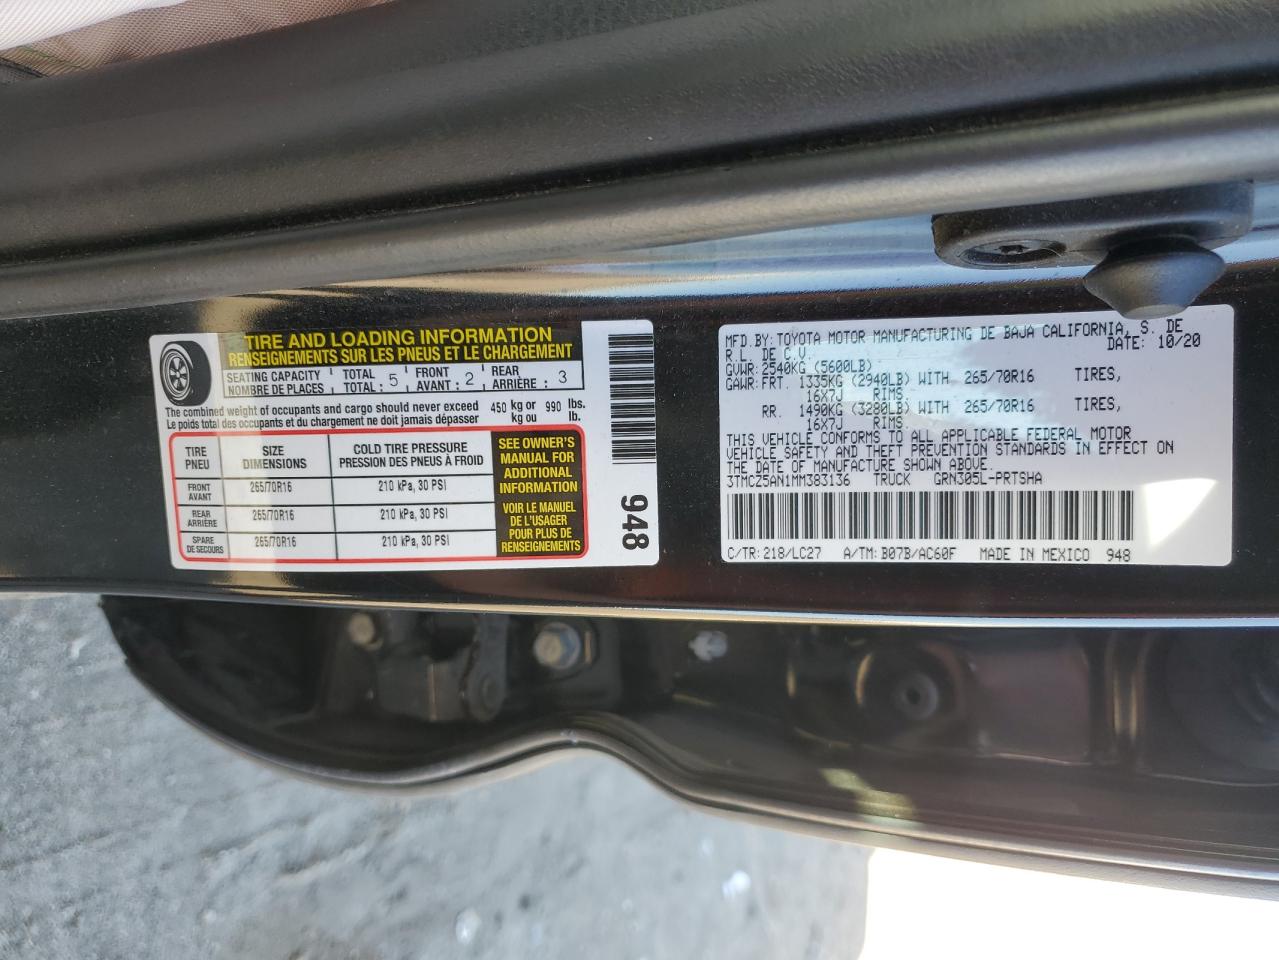 TIRE AND LOADING INFORMATION
RENSEIGNEMENTS SUR LES PNEUS ET LE CHARGEMENT
SEATING CAPACITY TOTAL FRONT REAR
NOMBRE DE PLACES TOTAL : 5 AVANT : 2 ARRIÈRE : 3
The combined weight of occupants and cargo should never exceed 450 kg or 990 lbs.
Le poids total des occupants et du chargement ne doit jamais dépasser kg ou lb.
TIRE SIZE COLD TIRE PRESSURE
PNEU DIMENSIONS PRESSION DES PNEUS À FROID
FRONT
AVANT 265/70R16 210 kPa, 30 PSI
REAR
ARRIÈRE 265/70R16 210 kPa, 30 PSI
SPARE
DE SECOURS 265/70R16 210 kPa, 30 PSI
SEE OWNER'S
MANUAL FOR
ADDITIONAL
INFORMATION
VOIR LE MANUEL
DE L'USAGER
POUR PLUS DE
RENSEIGNEMENTS
948
MFD. BY: TOYOTA MOTOR MANUFACTURING DE BAJA CALIFORNIA, S. DE
R.L. DE C.V. DATE: 10/20
GVWR: 2540KG (5600LB)
GAWR: FRT. 1335KG (2940LB) WITH 265/70R16 TIRES,
16X7J RIMS.
RR. 1490KG (3280LB) WITH 265/70R16 TIRES,
16X7J RIMS.
THIS VEHICLE CONFORMS TO ALL APPLICABLE FEDERAL MOTOR
VEHICLE SAFETY AND THEFT PREVENTION STANDARDS IN EFFECT ON
THE DATE OF MANUFACTURE SHOWN ABOVE.
3TMCZ5AN1MM383136 TRUCK GRN305L-PRTSHA
C/TR: 218/LC27 A/TM: B07B/AC60F MADE IN MEXICO 948